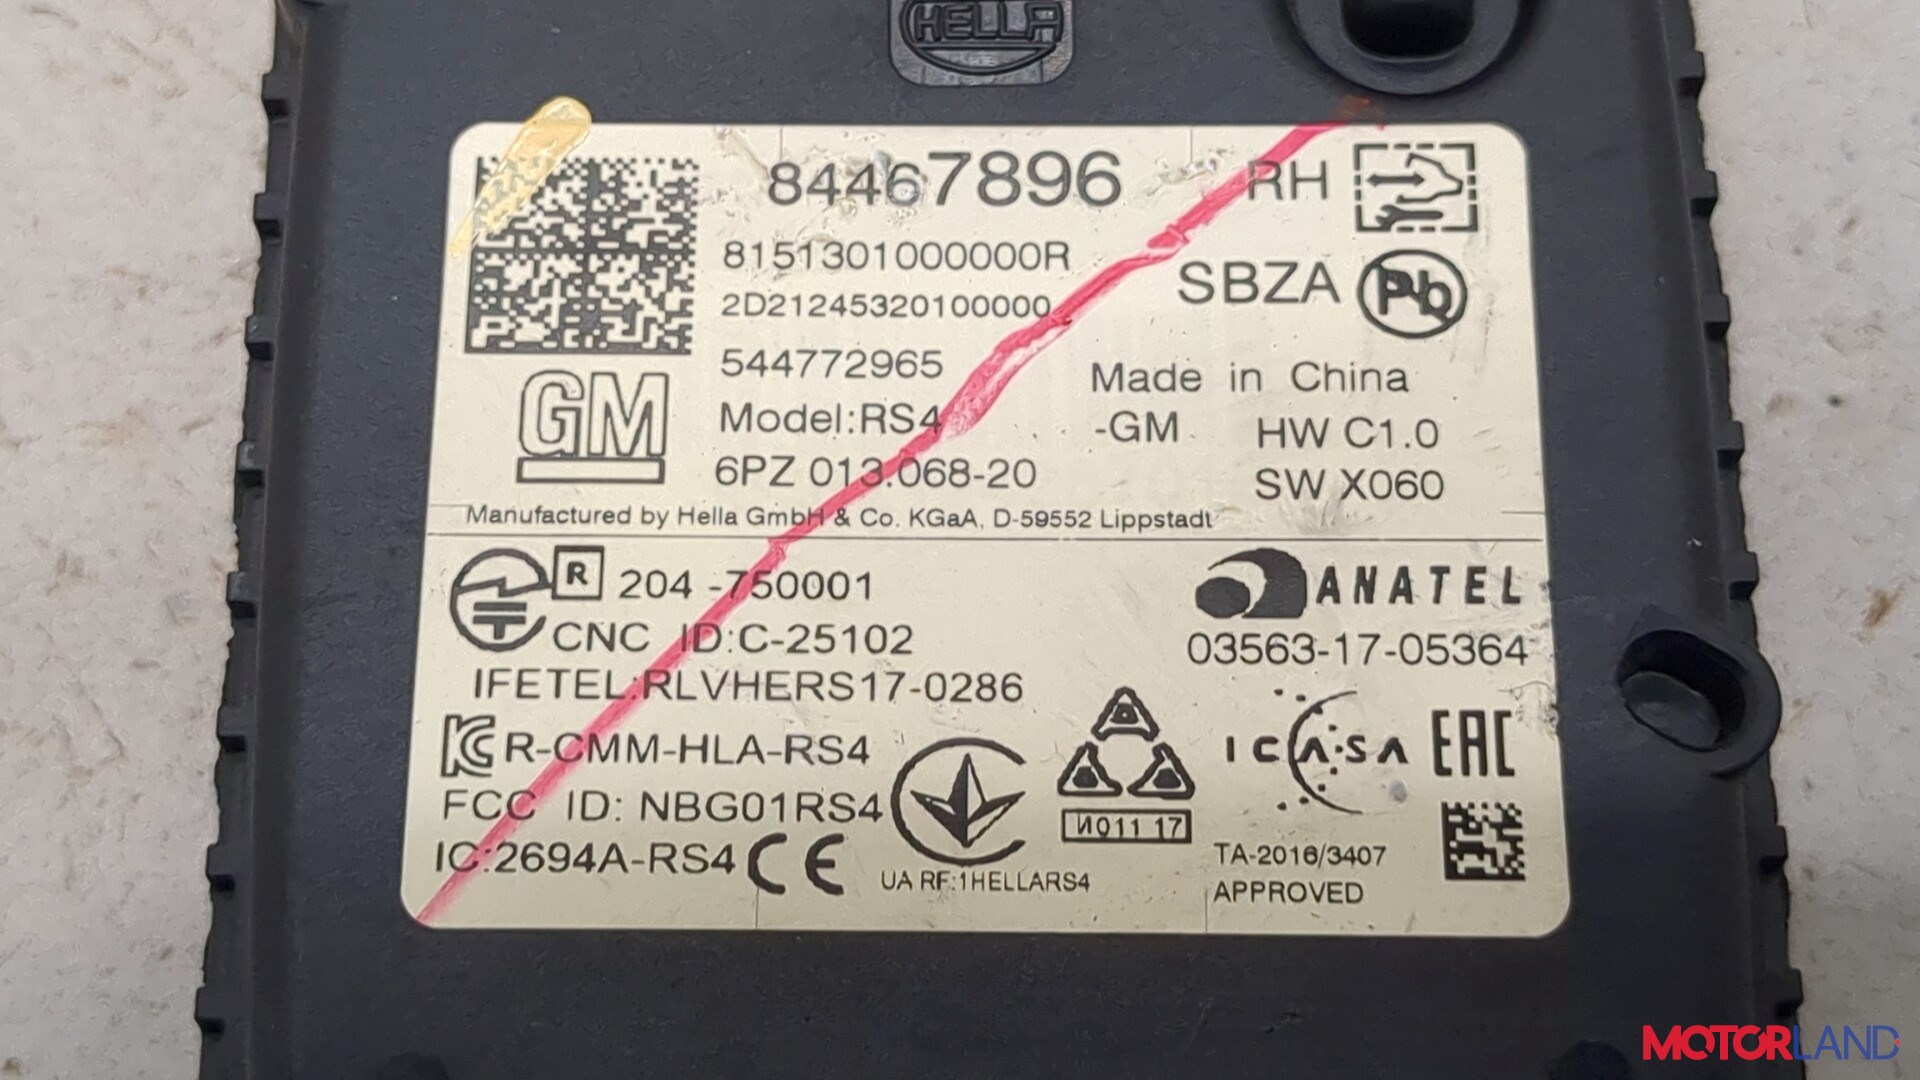 HELLA
84467896 RH
8151301000000R
2D21245320100000 SBZA Pb
544772965 Made in China
GM Model:RS4 -GM HW C1.0
6PZ 013.068-20 SW X060
Manufactured by Hella GmbH & Co. KGaA, D-59552 Lippstadt
R 204 -750001 ANATEL
CNC ID:C-25102 03563-17-05364
IFETEL:RLVHERS17-0286
R-CMM-HLA-RS4 ICASA EAC
FCC ID: NBG01RS4 И011 17
IC:2694A-RS4 CE UA RF:1HELLARS4 TA-2016/3407
APPROVED
MOTORLAND